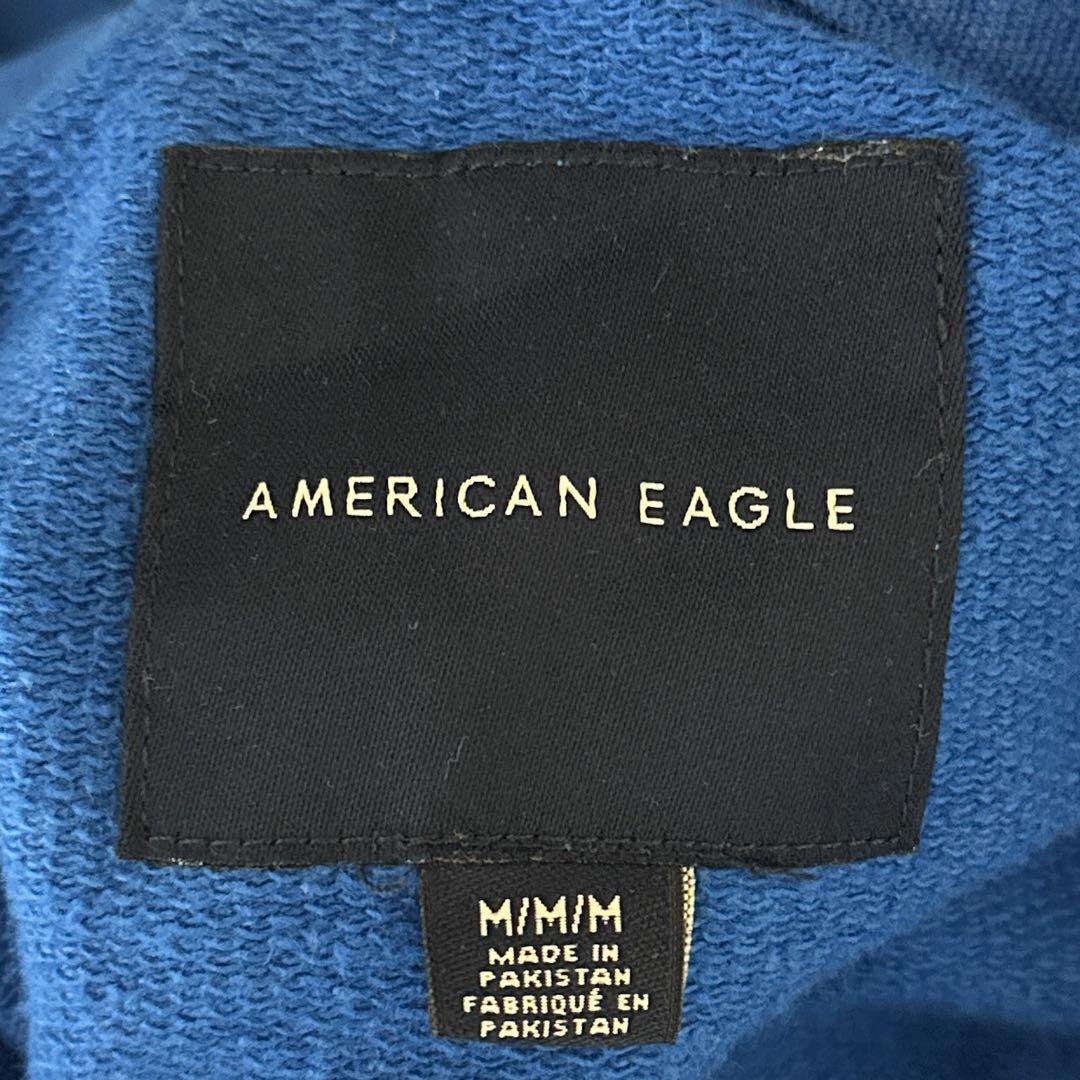 AMERICAN EAGLE
M/M/M
MADE IN
PAKISTAN
FABRIQUÉ EN
PAKISTAN